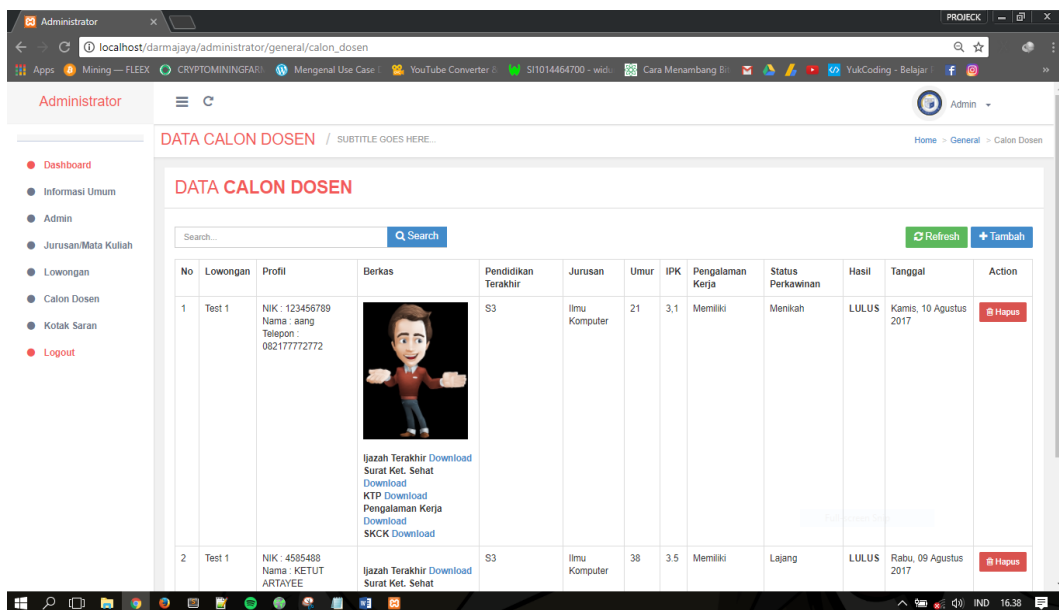 Administrator
PROJECK
localhost/darmajaya/administrator/general/calon_dosen
Apps Mining — FLEEX CRYPTOMININGFAR Mengenal Use Case YouTube Converter SI1014464700 - widu Cara Menambang Bi YukCoding - Belajar
Administrator
Admin
DATA CALON DOSEN / SUBTITLE GOES HERE...
Home > General > Calon Dosen
Dashboard
Informasi Umum
Admin
Jurusan/Mata Kuliah
Lowongan
Calon Dosen
Kotak Saran
Logout
DATA CALON DOSEN
Search...
Search
Refresh
Tambah
No Lowongan Profil Berkas Pendidikan Terakhir Jurusan Umur IPK Pengalaman Kerja Status Perkawinan Hasil Tanggal Action
1 Test 1
NIK : 123456789
Nama : aang
Telepon :
082177772772
Ijazah Terakhir Download
Surat Ket. Sehat
Download
KTP Download
Pengalaman Kerja
Download
SKCK Download
S3
Ilmu
Komputer
21
3,1
Memiliki
Menikah
LULUS
Kamis, 10 Agustus
2017
Hapus
2 Test 1
NIK : 4585488
Nama : KETUT
ARTAYEE
Ijazah Terakhir Download
Surat Ket. Sehat
S3
Ilmu
Komputer
38
3.5
Memiliki
Lajang
LULUS
Rabu, 09 Agustus
2017
Hapus
IND 16.38